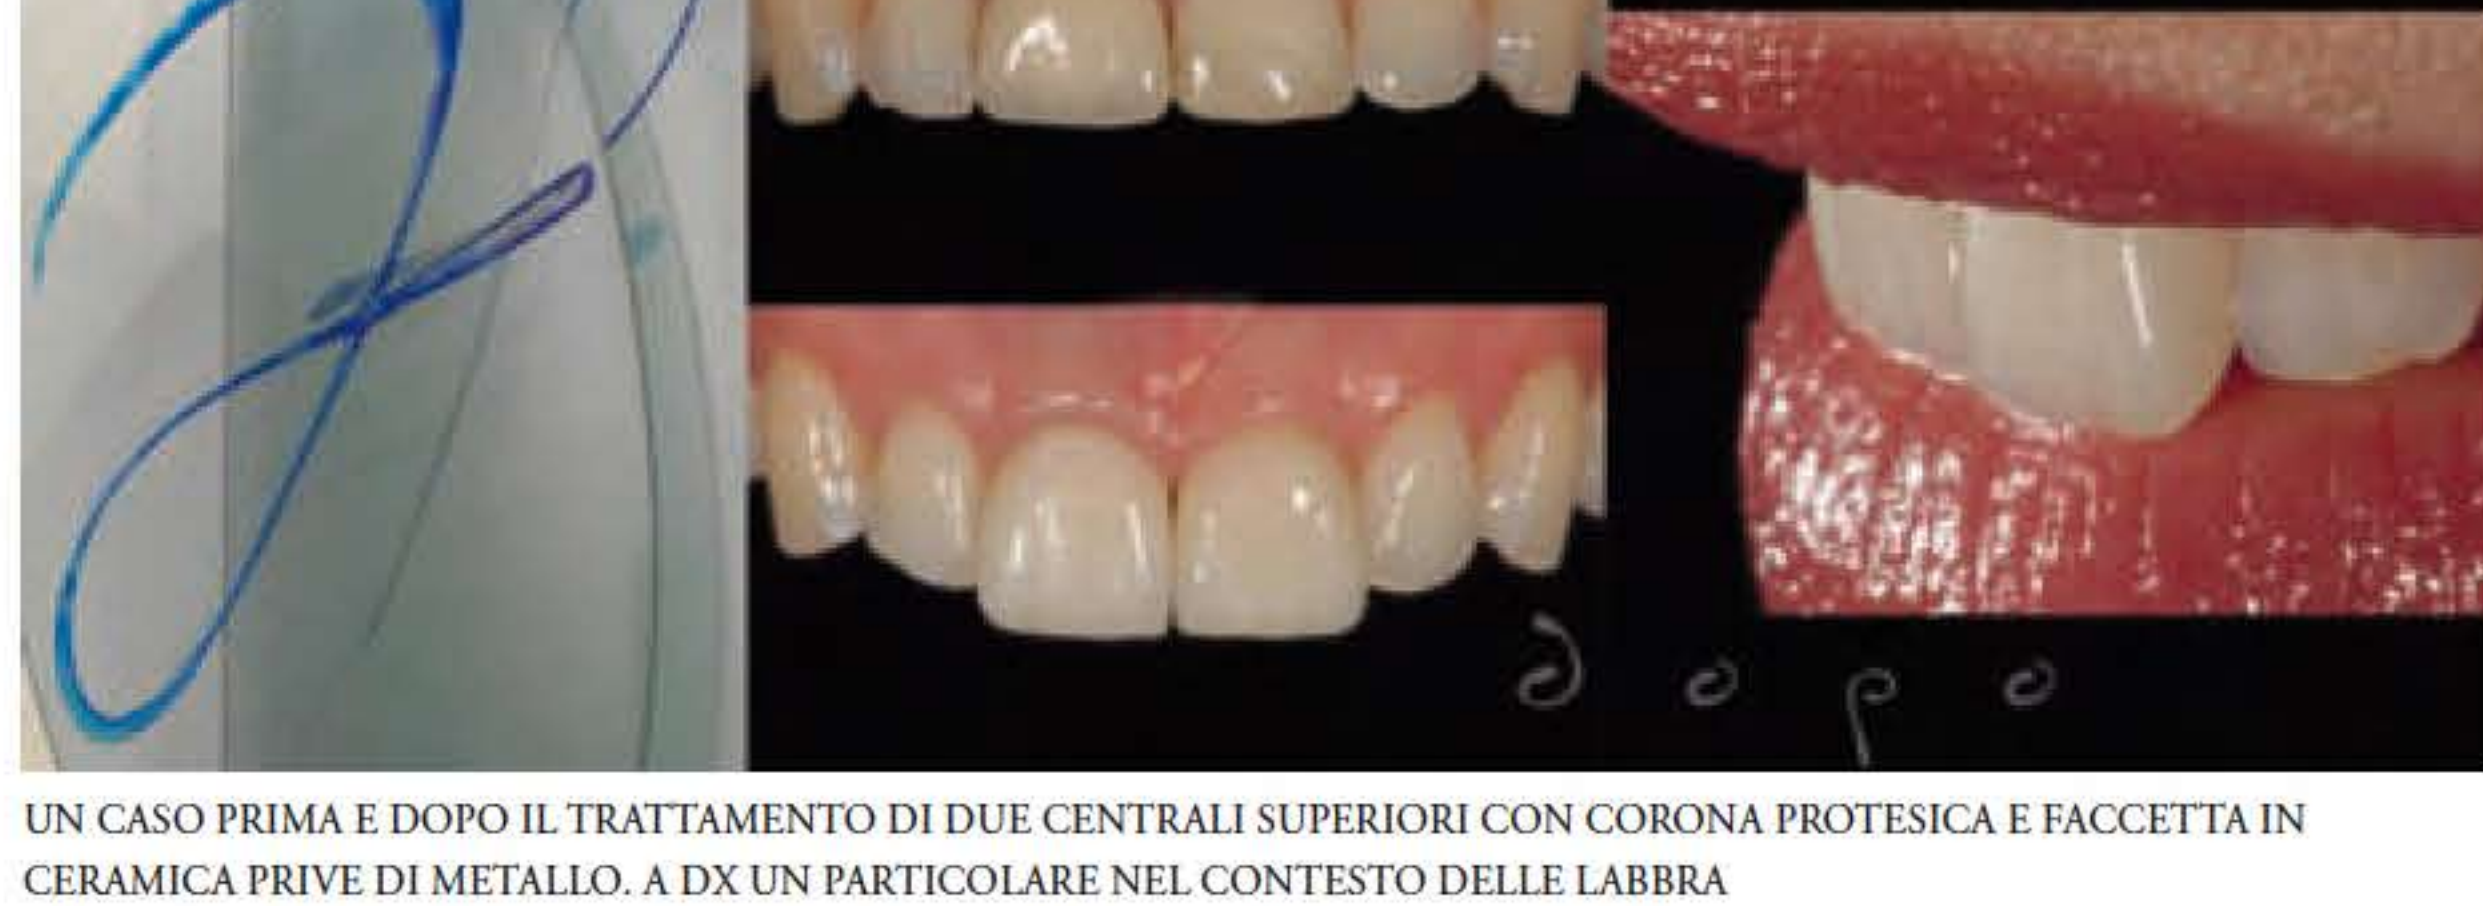 dopo
UN CASO PRIMA E DOPO IL TRATTAMENTO DI DUE CENTRALI SUPERIORI CON CORONA PROTESICA E FACCETTA IN
CERAMICA PRIVE DI METALLO. A DX UN PARTICOLARE NEL CONTESTO DELLE LABBRA